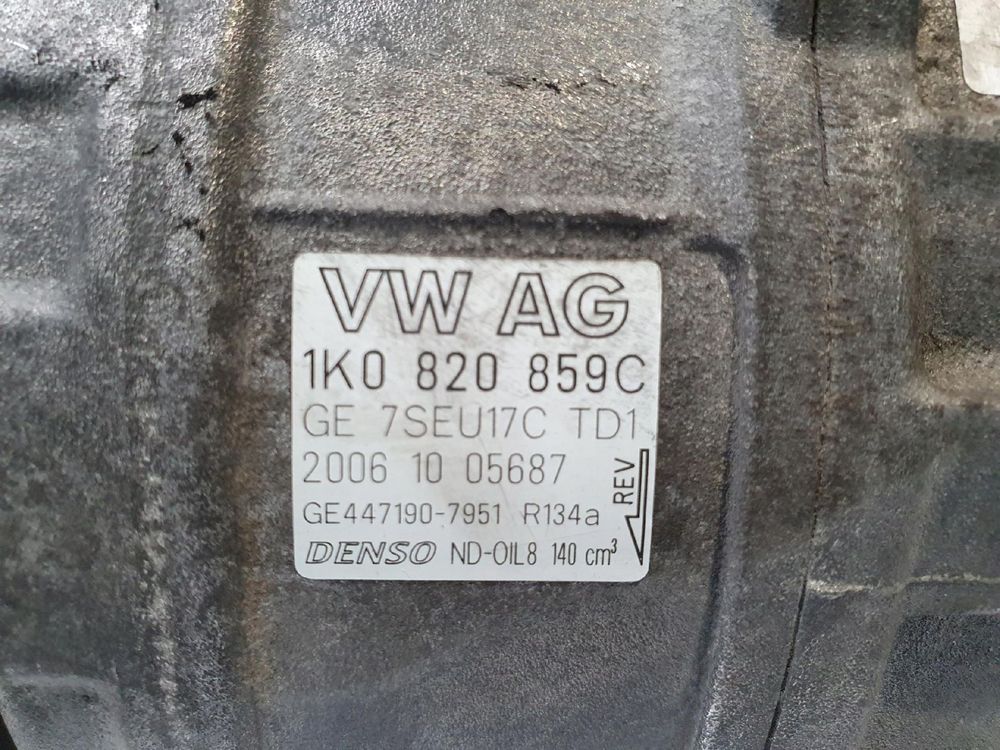 VW AG
1K0 820 859C
GE 7SEU17C TD1
2006 10 05687
GE447190-7951 R134a
DENSO ND-OIL8 140 cm³
REV